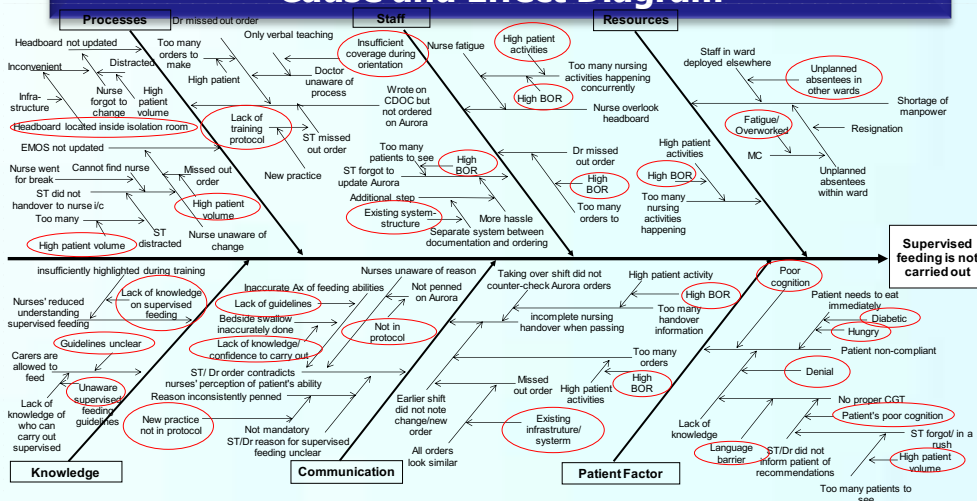 Cause and Effect Diagram
Processes
Staff
Resources
Headboard not updated
Inconvenient
Distracted
Infra-
structure
Nurse
forgot to
change
High
patient
volume
Headboard located inside isolation room
Dr missed out order
Too many
orders to
make
High patient
Only verbal teaching
Doctor
unaware of
process
Insufficient
coverage during
orientation
Wrote on
CDOC but
not ordered
on Aurora
Lack of
training
protocol
ST missed
out order
New practice
EMOS not updated
Nurse went
for break
Cannot find nurse
Missed out
order
ST did not
handover to nurse i/c
High patient
volume
Too many
High patient volume
ST
distracted
Nurse unaware of
change
Nurse fatigue
High patient
activities
Too many nursing
activities happening
concurrently
High BOR
Nurse overlook
headboard
Too many
patients to see
High
BOR
ST forgot to
update Aurora
Additional step
Existing system-
structure
More hassle
Separate system between
documentation and ordering
Dr missed
out order
High
BOR
Too many
orders to
Staff in ward
deployed elsewhere
Unplanned
absentees in
other wards
Shortage of
manpower
Fatigue/
Overworked
Resignation
MC
Unplanned
absentees
within ward
High patient
activities
High BOR
Too many
nursing
activities
happening
Supervised
feeding is not
carried out
insufficiently highlighted during training
Lack of knowledge
on supervised
feeding
Nurses' reduced
understanding
supervised feeding
Guidelines unclear
Carers are
allowed to
feed
Unaware
supervised
feeding
guidelines
Lack of
knowledge of
who can
carry out
supervised
Knowledge
Nurses unaware of reason
Inaccurate Ax of feeding abilities
Not penned
on Aurora
Lack of guidelines
Bedside swallow
inaccurately done
Not in
protocol
Lack of knowledge/
confidence to carry out
ST/ Dr order contradicts
nurses' perception of patient's ability
Reason inconsistently penned
New practice
not in protocol
Not mandatory
ST/Dr reason for supervised
feeding unclear
Communication
Taking over shift did not
counter-check Aurora orders
High patient activity
High BOR
incomplete nursing
handover when passing
Too many
handover
information
Too many
orders
Missed
out order
High
BOR
High patient
activities
Earlier shift
did not note
change/new
order
Existing
infrastruture/
systerm
All orders
look similar
Patient Factor
Poor
cognition
Patient needs to eat
immediately
Diabetic
Hungry
Patient non-compliant
Denial
No proper CGT
Patient's poor cognition
Lack of
knowledge
Language
barrier
ST/Dr did not
inform patient of
recommendations
ST forgot/ in a
rush
High patient
volume
Too many patients to
see